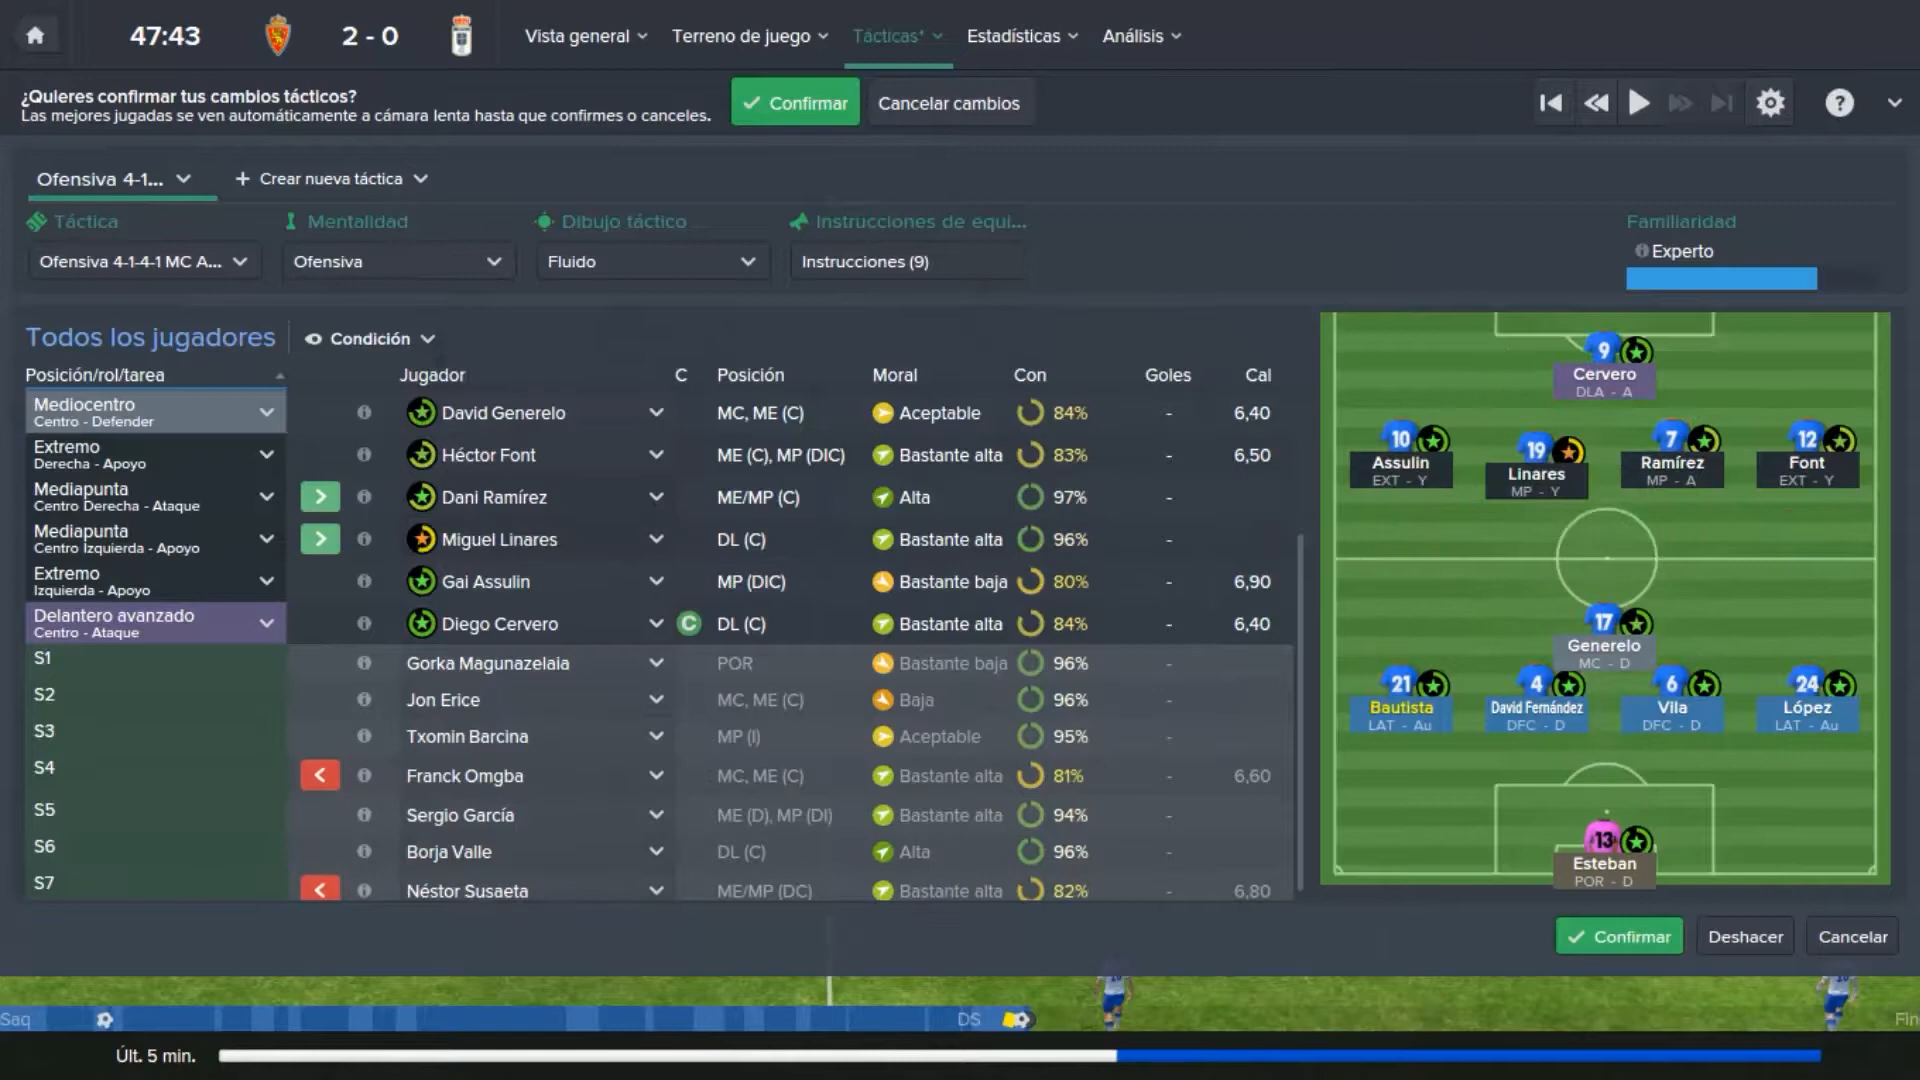 47:43
2 - 0
Vista general
Terreno de juego
Tácticas*
Estadísticas
Análisis
¿Quieres confirmar tus cambios tácticos?
Las mejores jugadas se ven automáticamente a cámara lenta hasta que confirmes o canceles.
Confirmar
Cancelar cambios
?
Ofensiva 4-1...
+ Crear nueva táctica
Táctica
Mentalidad
Dibujo táctico
Instrucciones de equi...
Familiaridad
Ofensiva 4-1-4-1 MC A...
Ofensiva
Fluido
Instrucciones (9)
Experto
Todos los jugadores
Condición
Posición/rol/tarea
Jugador
C
Posición
Moral
Con
Goles
Cal
Mediocentro
Centro - Defender
David Generelo
MC, ME (C)
Aceptable
84%
-
6,40
Extremo
Derecha - Apoyo
Héctor Font
ME (C), MP (DIC)
Bastante alta
83%
-
6,50
Mediapunta
Centro Derecha - Ataque
Dani Ramírez
ME/MP (C)
Alta
97%
-
Mediapunta
Centro Izquierda - Apoyo
Miguel Linares
DL (C)
Bastante alta
96%
-
Extremo
Izquierda - Apoyo
Gai Assulin
MP (DIC)
Bastante baja
80%
-
6,90
Delantero avanzado
Centro - Ataque
Diego Cervero
C
DL (C)
Bastante alta
84%
-
6,40
S1
Gorka Magunazelaia
POR
Bastante baja
96%
-
S2
Jon Erice
MC, ME (C)
Baja
96%
-
S3
Txomin Barcina
MP (I)
Aceptable
95%
-
S4
Franck Omgba
MC, ME (C)
Bastante alta
81%
-
6,60
S5
Sergio García
ME (D), MP (DI)
Bastante alta
94%
-
S6
Borja Valle
DL (C)
Alta
96%
-
S7
Néstor Susaeta
ME/MP (DC)
Bastante alta
82%
-
6,80
9
Cervero
DLA - A
10
Assulin
EXT - Y
19
Linares
MP - Y
7
Ramírez
MP - A
12
Font
EXT - Y
17
Generelo
MC - D
21
Bautista
LAT - Au
4
David Fernández
DFC - D
6
Vila
DFC - D
24
López
LAT - Au
13
Esteban
POR - D
Confirmar
Deshacer
Cancelar
Saq
DS
Fin
Últ. 5 min.